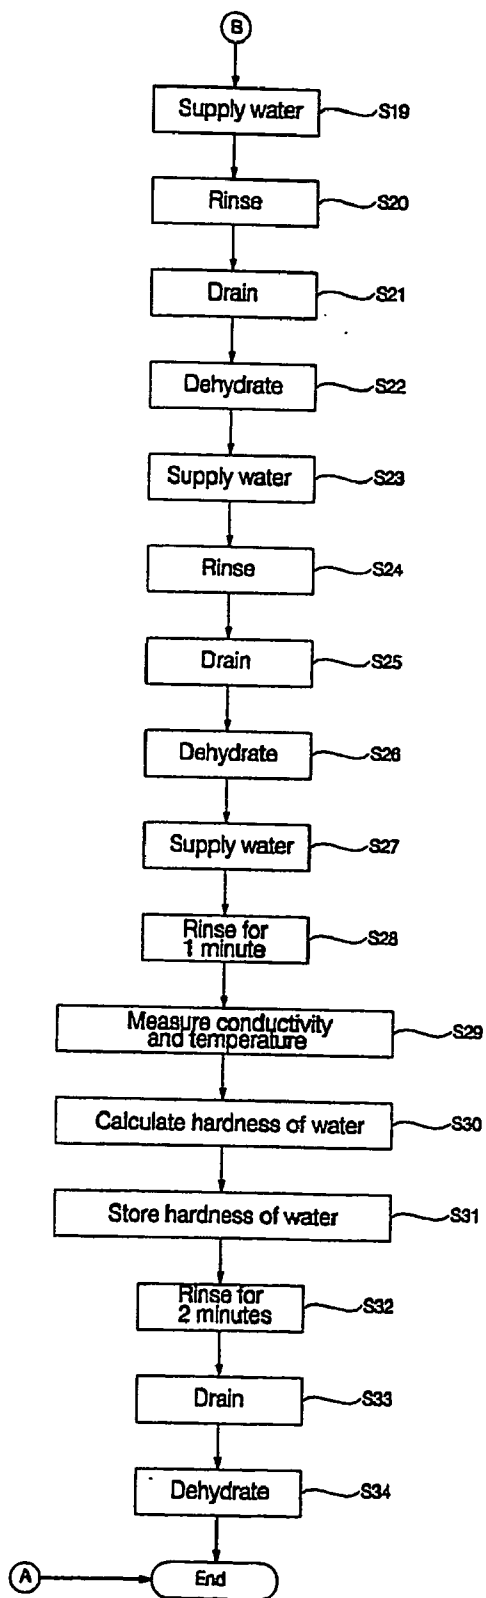 B
Supply water
S19
Rinse
S20
Drain
S21
Dehydrate
S22
Supply water
S23
Rinse
S24
Drain
S25
Dehydrate
S26
Supply water
S27
Rinse for
1 minute
S28
Measure conductivity
and temperature
S29
Calculate hardness of water
S30
Store hardness of water
S31
Rinse for
2 minutes
S32
Drain
S33
Dehydrate
S34
A
End